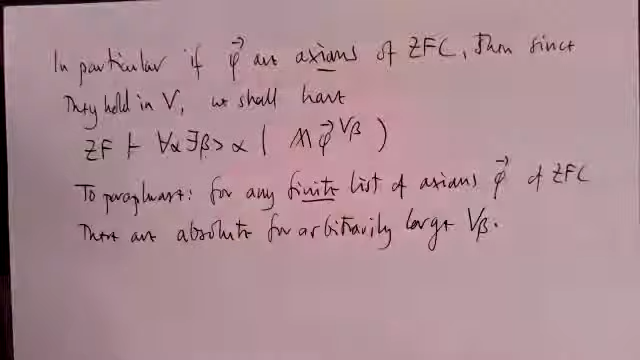 In particular if φ⃗ are axioms of ZFC, then since
They hold in V, we shall have
ZF ⊢ ∀α∃β>α ( ⋀φ⃗^Vβ )
To paraphrase: for any finite list of axioms φ⃗ of ZFC
There are absolute for arbitrarily large Vβ.